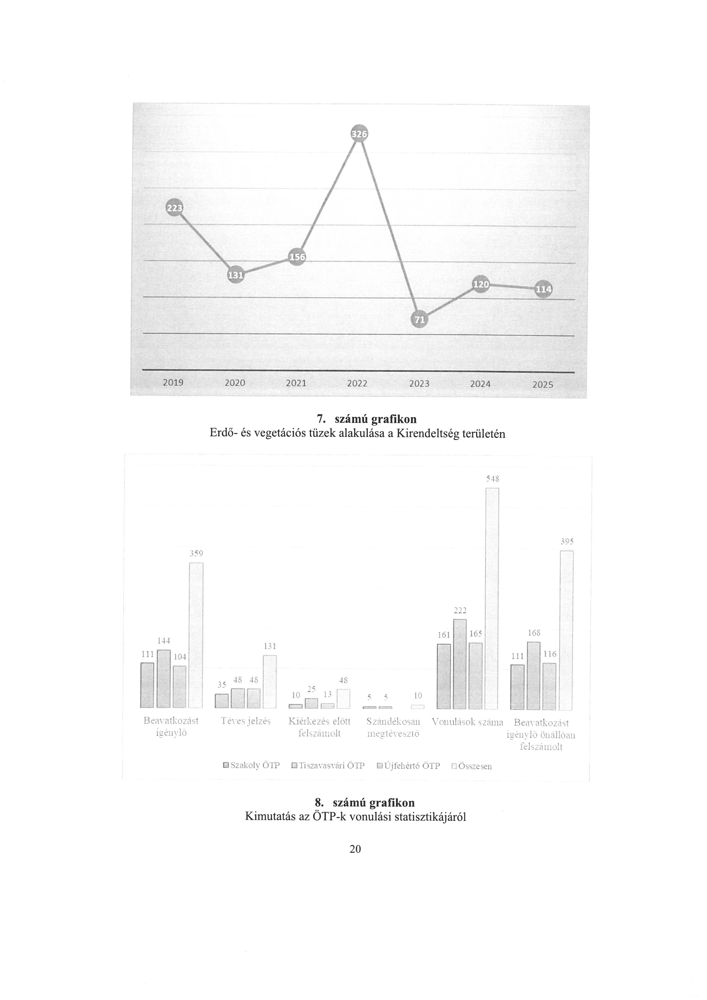 326
223
156
131
120
114
71
2019 2020 2021 2022 2023 2024 2025
7. számú grafikon
Erdő- és vegetációs tüzek alakulása a Kirendeltség területén
548
395
359
222
168
161 165
144
131
111 104
111 116
35 48 48
10 25 13 48
5 5 10
Beavatkozást Téves jelzés Kiérkezés előtt Szándékosan Vonulások száma Beavatkozást
igénylő felszámolt megtévesztő igénylő önállóan
felszámolt
Szakoly ÖTP Tiszavasvári ÖTP Újfehértó ÖTP Összesen
8. számú grafikon
Kimutatás az ÖTP-k vonulási statisztikájáról
20